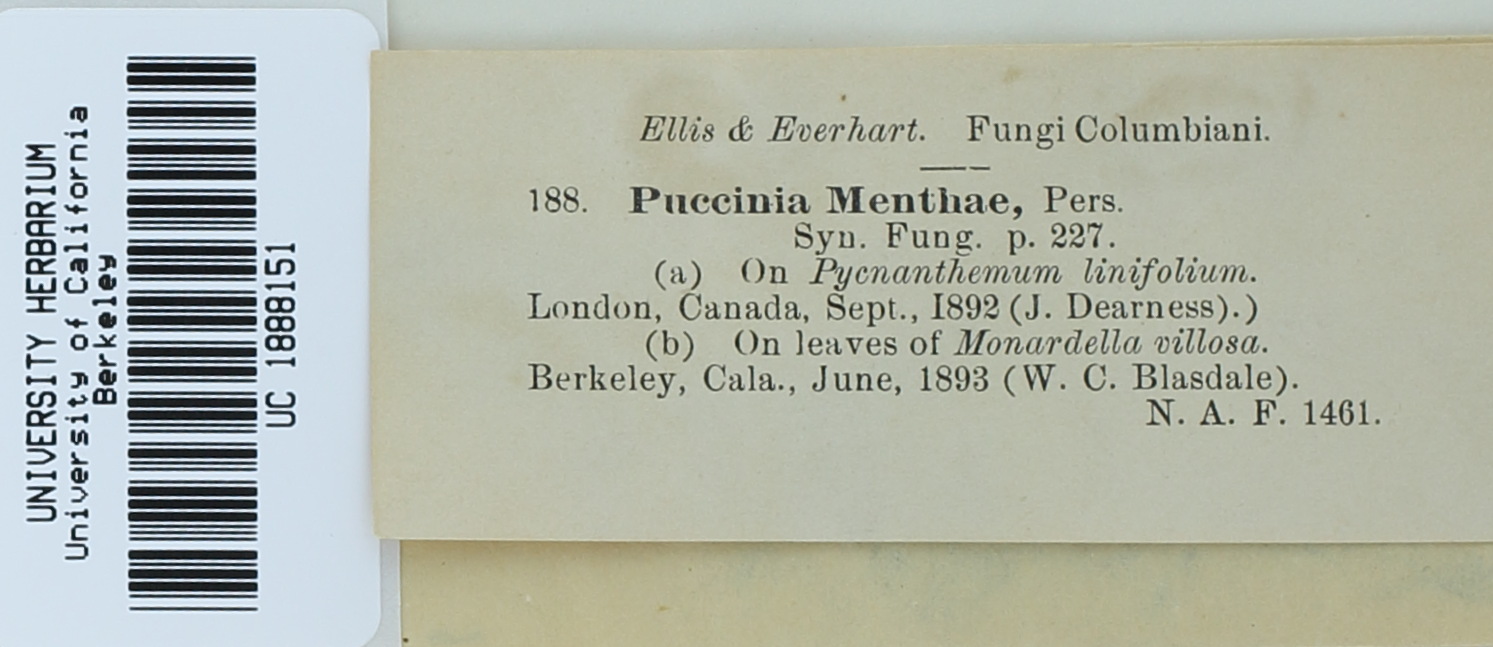 UNIVERSITY HERBARIUM
University of California
Berkeley
UC 1888151
Ellis & Everhart. Fungi Columbiani.
188. Puccinia Menthae, Pers.
Syn. Fung. p. 227.
(a) On Pycnanthemum linifolium.
London, Canada, Sept., 1892 (J. Dearness).)
(b) On leaves of Monardella villosa.
Berkeley, Cala., June, 1893 (W. C. Blasdale).
N. A. F. 1461.